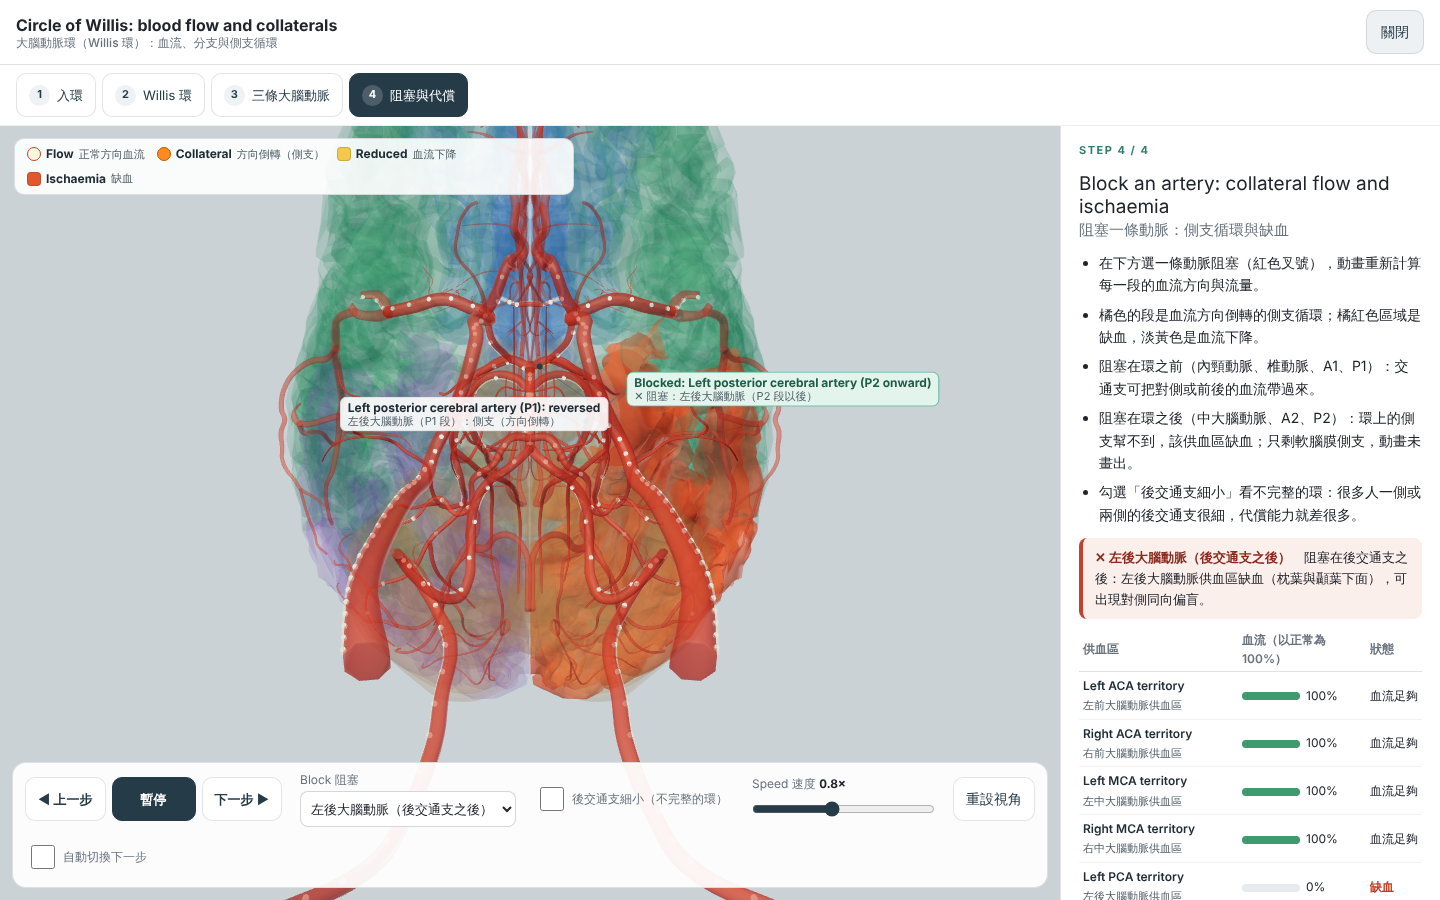 Circle of Willis: blood flow and collaterals
大腦動脈環（Willis 環）：血流、分支與側支循環
關閉
1 入環
2 Willis 環
3 三條大腦動脈
4 阻塞與代償
Flow 正常方向血流
Collateral 方向倒轉（側支）
Reduced 血流下降
Ischaemia 缺血
Blocked: Left posterior cerebral artery (P2 onward)
✕ 阻塞：左後大腦動脈（P2 段以後）
Left posterior cerebral artery (P1): reversed
左後大腦動脈（P1 段）：側支（方向倒轉）
◀ 上一步
暫停
下一步 ▶
Block 阻塞
左後大腦動脈（後交通支之後）
後交通支細小（不完整的環）
Speed 速度 0.8×
重設視角
自動切換下一步
STEP 4 / 4
Block an artery: collateral flow and
ischaemia
阻塞一條動脈：側支循環與缺血
• 在下方選一條動脈阻塞（紅色叉號），動畫重新計算
每一段的血流方向與流量。
• 橘色的段是血流方向倒轉的側支循環；橘紅色區域是
缺血，淡黃色是血流下降。
• 阻塞在環之前（內頸動脈、椎動脈、A1、P1）：交
通支可把對側或前後的血流帶過來。
• 阻塞在環之後（中大腦動脈、A2、P2）：環上的側
支幫不到，該供血區缺血；只剩軟腦膜側支，動畫未
畫出。
• 勾選「後交通支細小」看不完整的環：很多人一側或
兩側的後交通支很細，代償能力就差很多。
✕ 左後大腦動脈（後交通支之後） 阻塞在後交通支之
後：左後大腦動脈供血區缺血（枕葉與顳葉下面），可
出現對側同向偏盲。
供血區
血流（以正常為
100%）
狀態
Left ACA territory
左前大腦動脈供血區
100%
血流足夠
Right ACA territory
右前大腦動脈供血區
100%
血流足夠
Left MCA territory
左中大腦動脈供血區
100%
血流足夠
Right MCA territory
右中大腦動脈供血區
100%
血流足夠
Left PCA territory
左後大腦動脈供血區
0%
缺血